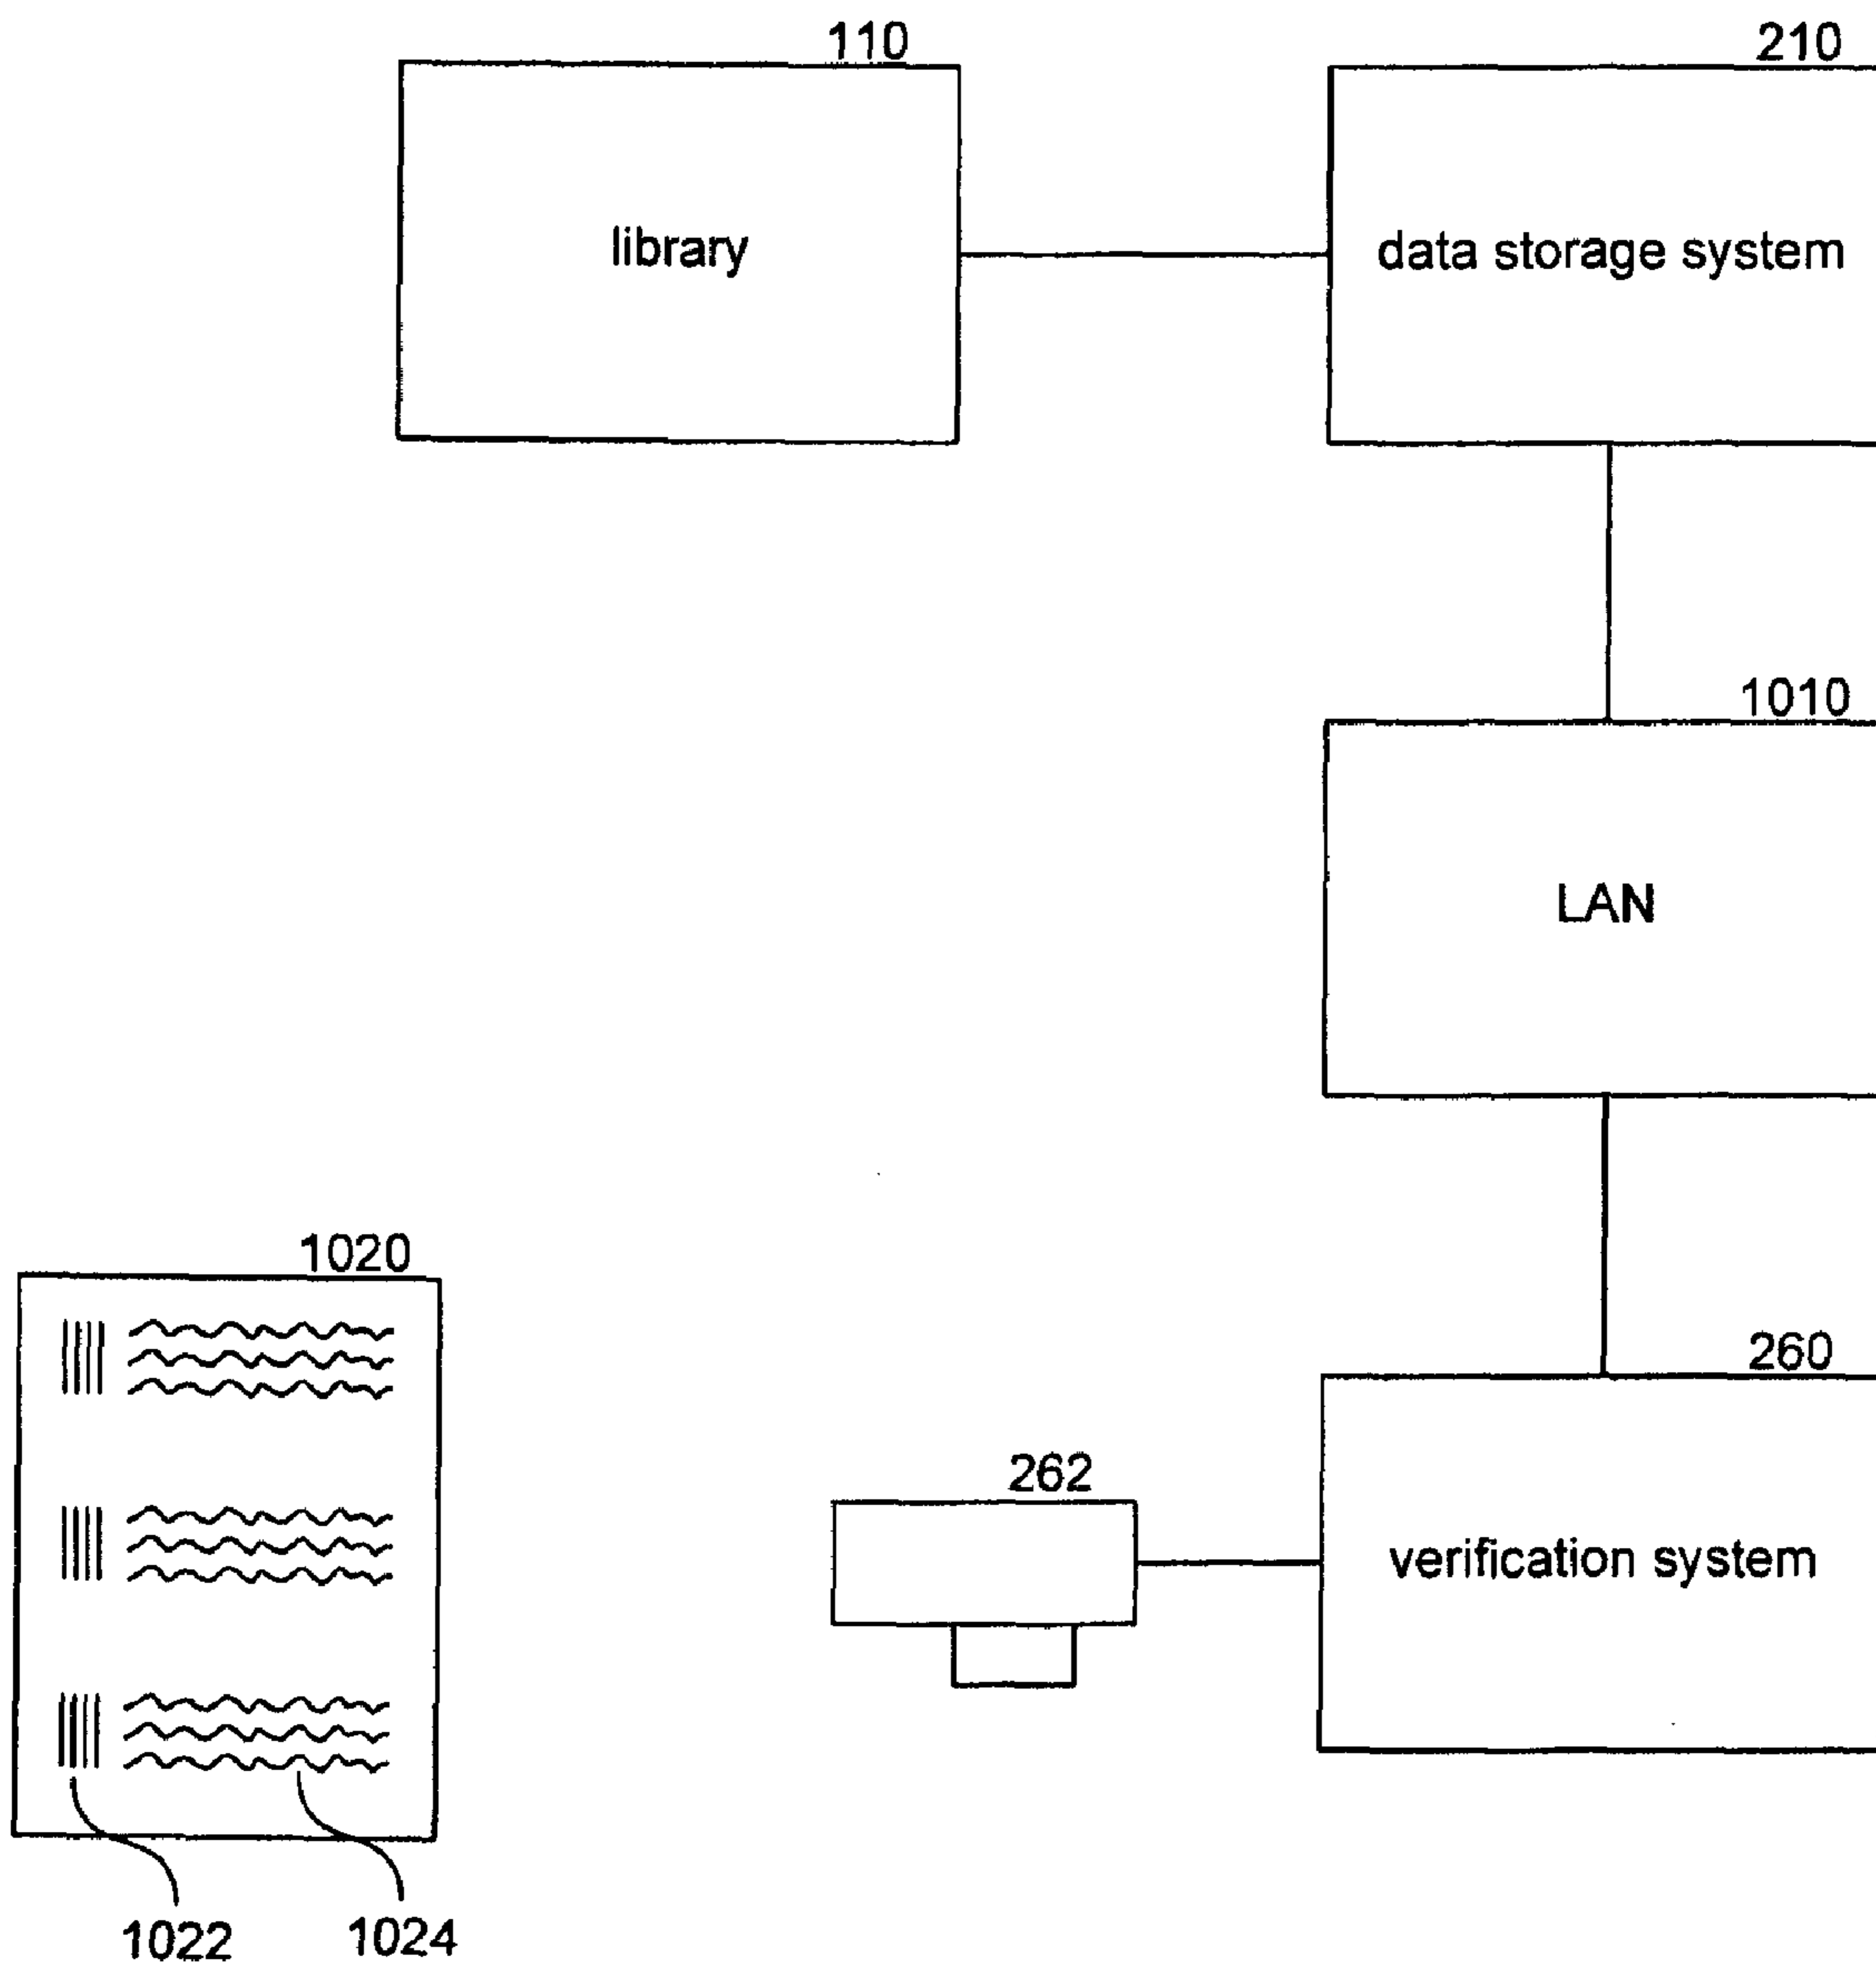 110
210
library
data storage system
1010
LAN
1020
260
262
verification system
1022
1024